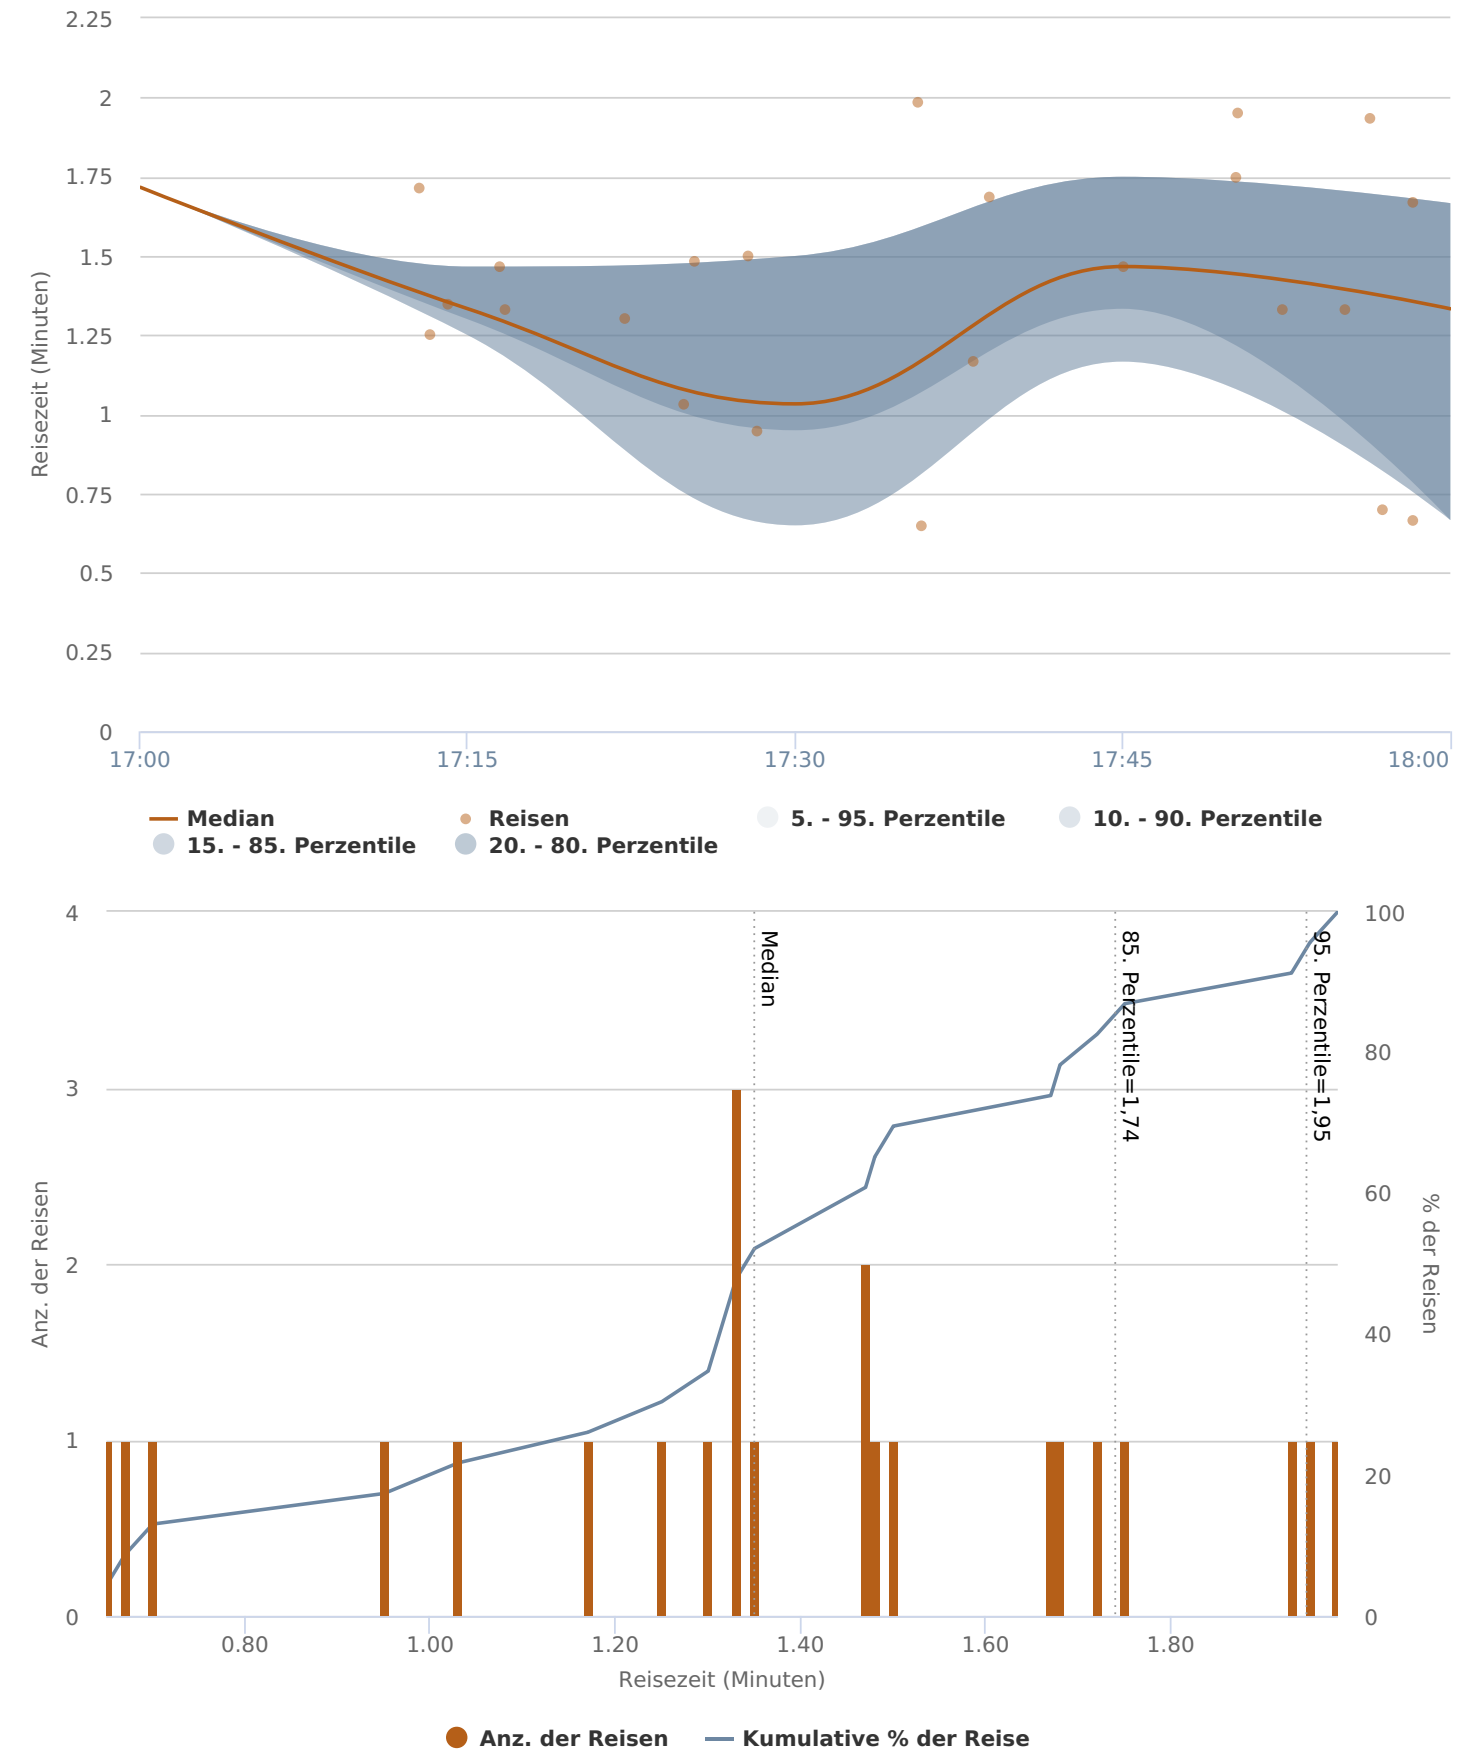 2.25
2
1.75
1.5
1.25
1
0.75
0.5
0.25
0
Reisezeit (Minuten)
17:00 17:15 17:30 17:45 18:00
Median Reisen 5. - 95. Perzentile 10. - 90. Perzentile
15. - 85. Perzentile 20. - 80. Perzentile
4
3
2
1
0
Anz. der Reisen
Median
85. Perzentile=1,74
95. Perzentile=1,95
100
80
60
40
20
0
% der Reisen
0.80 1.00 1.20 1.40 1.60 1.80
Reisezeit (Minuten)
Anz. der Reisen Kumulative % der Reise